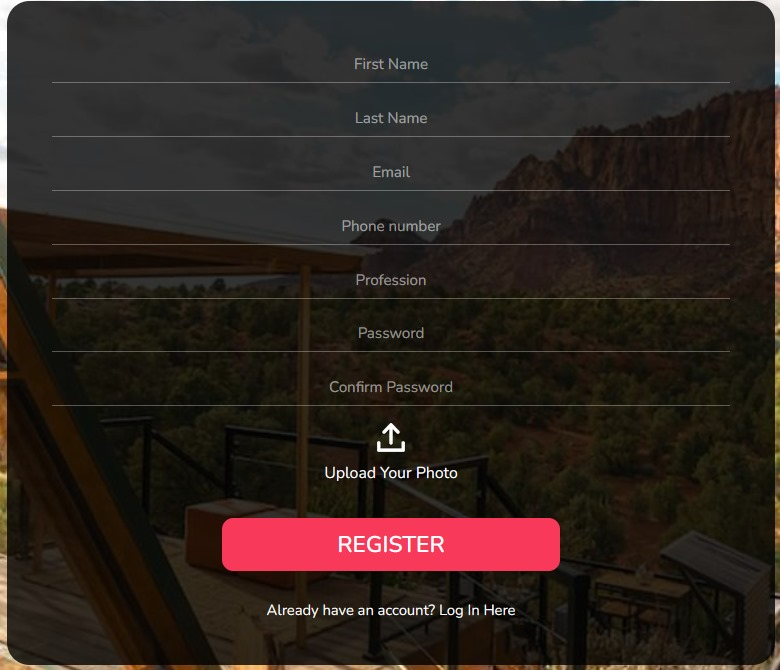 First Name
Last Name
Email
Phone number
Profession
Password
Confirm Password
Upload Your Photo
REGISTER
Already have an account? Log In Here